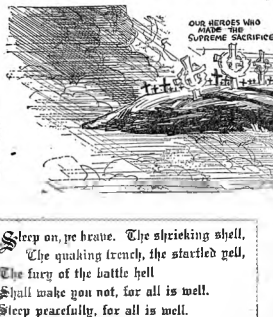 OUR HEROES WHO
MADE THE
SUPREME SACRIFICE
Sleep on, ye brave. The shrieking shell,
The quaking trench, the startled yell,
The fury of the battle hell
Shall wake you not, for all is well.
Sleep peacefully, for all is well.